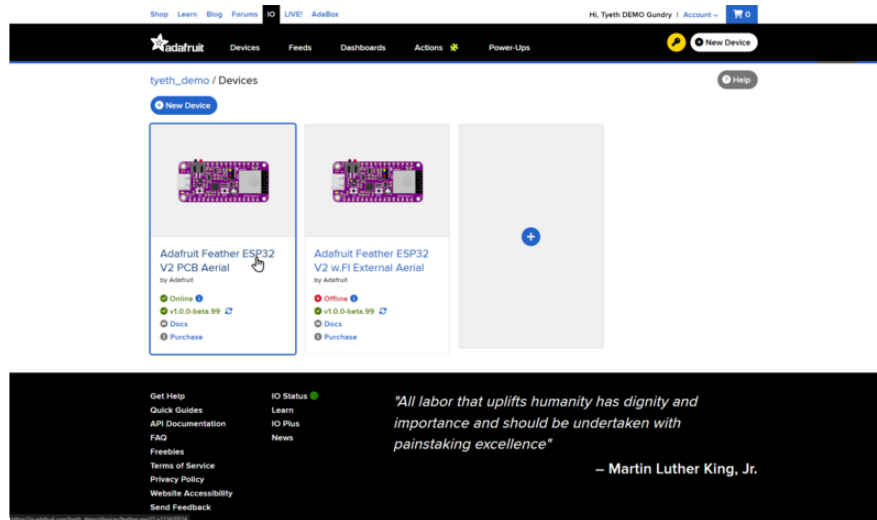 Shop Learn Blog Forums IO LIVE! AdaBox
Hi, Tyeth DEMO Gundry | Account
0
adafruit Devices Feeds Dashboards Actions Power-Ups
New Device
tyeth_demo / Devices
Help
New Device
Adafruit Feather ESP32
V2 PCB Aerial
by Adafruit
Online
v1.0.0-beta.99
Docs
Purchase
Adafruit Feather ESP32
V2 w.Fl External Aerial
by Adafruit
Offline
v1.0.0-beta.99
Docs
Purchase
Get Help
Quick Guides
API Documentation
FAQ
Freebies
Terms of Service
Privacy Policy
Website Accessibility
Send Feedback
IO Status
Learn
IO Plus
News
"All labor that uplifts humanity has dignity and
importance and should be undertaken with
painstaking excellence"
– Martin Luther King, Jr.